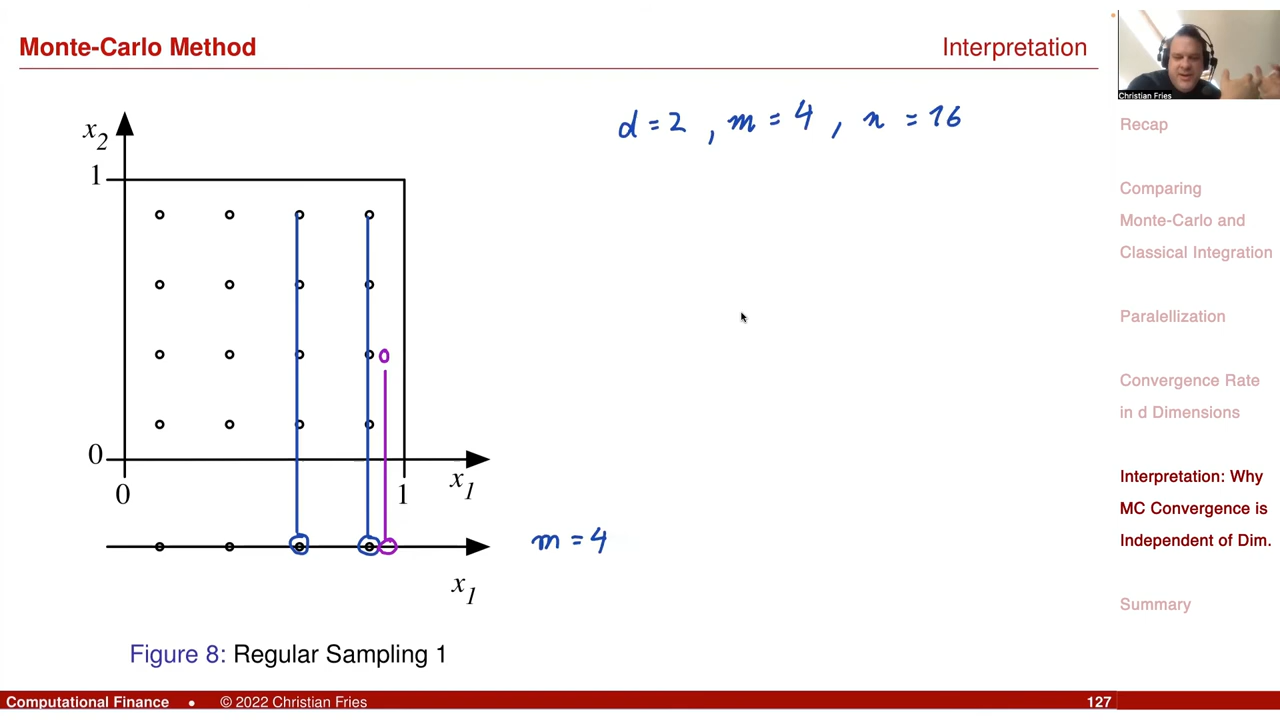 Monte-Carlo Method
Interpretation
Christian Fries
d = 2 , m = 4 , n = 16
x2
1
0
0
1
x1
x1
m = 4
Figure 8: Regular Sampling 1
Recap
Comparing
Monte-Carlo and
Classical Integration
Paralellization
Convergence Rate
in d Dimensions
Interpretation: Why
MC Convergence is
Independent of Dim.
Summary
Computational Finance • © 2022 Christian Fries
127